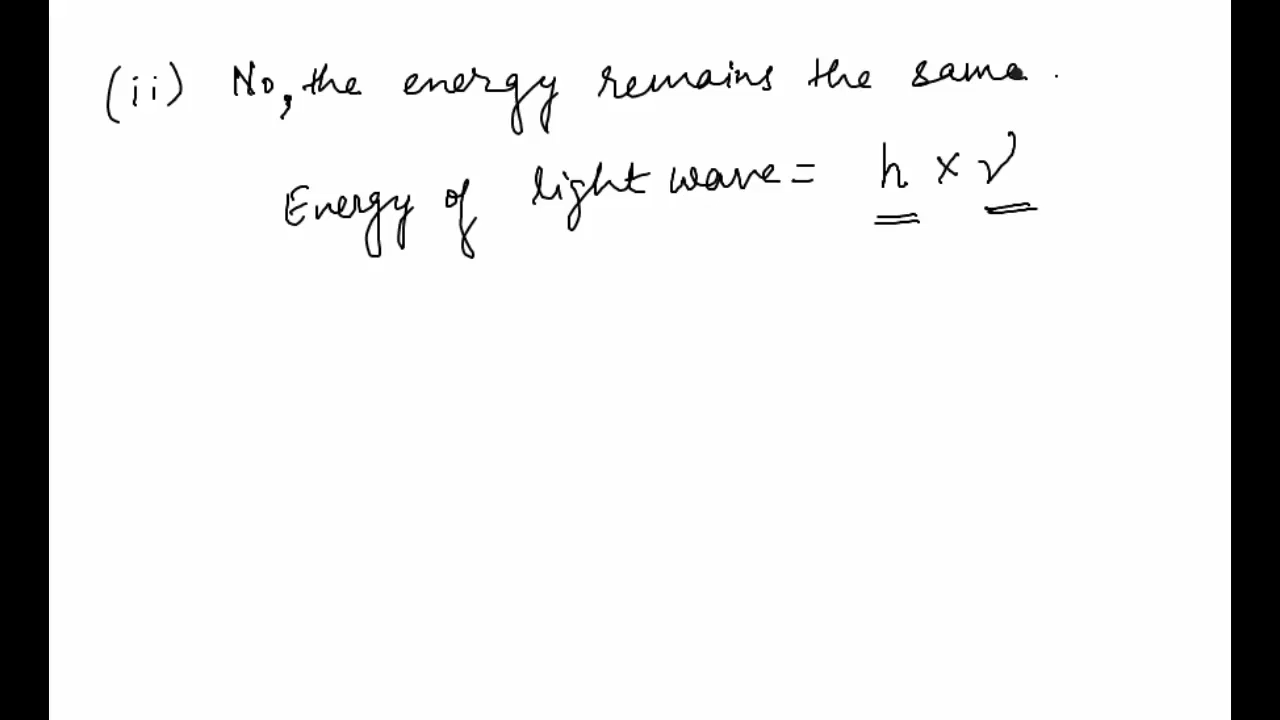 (ii) No, the energy remains the same.
Energy of light wave = h × ν